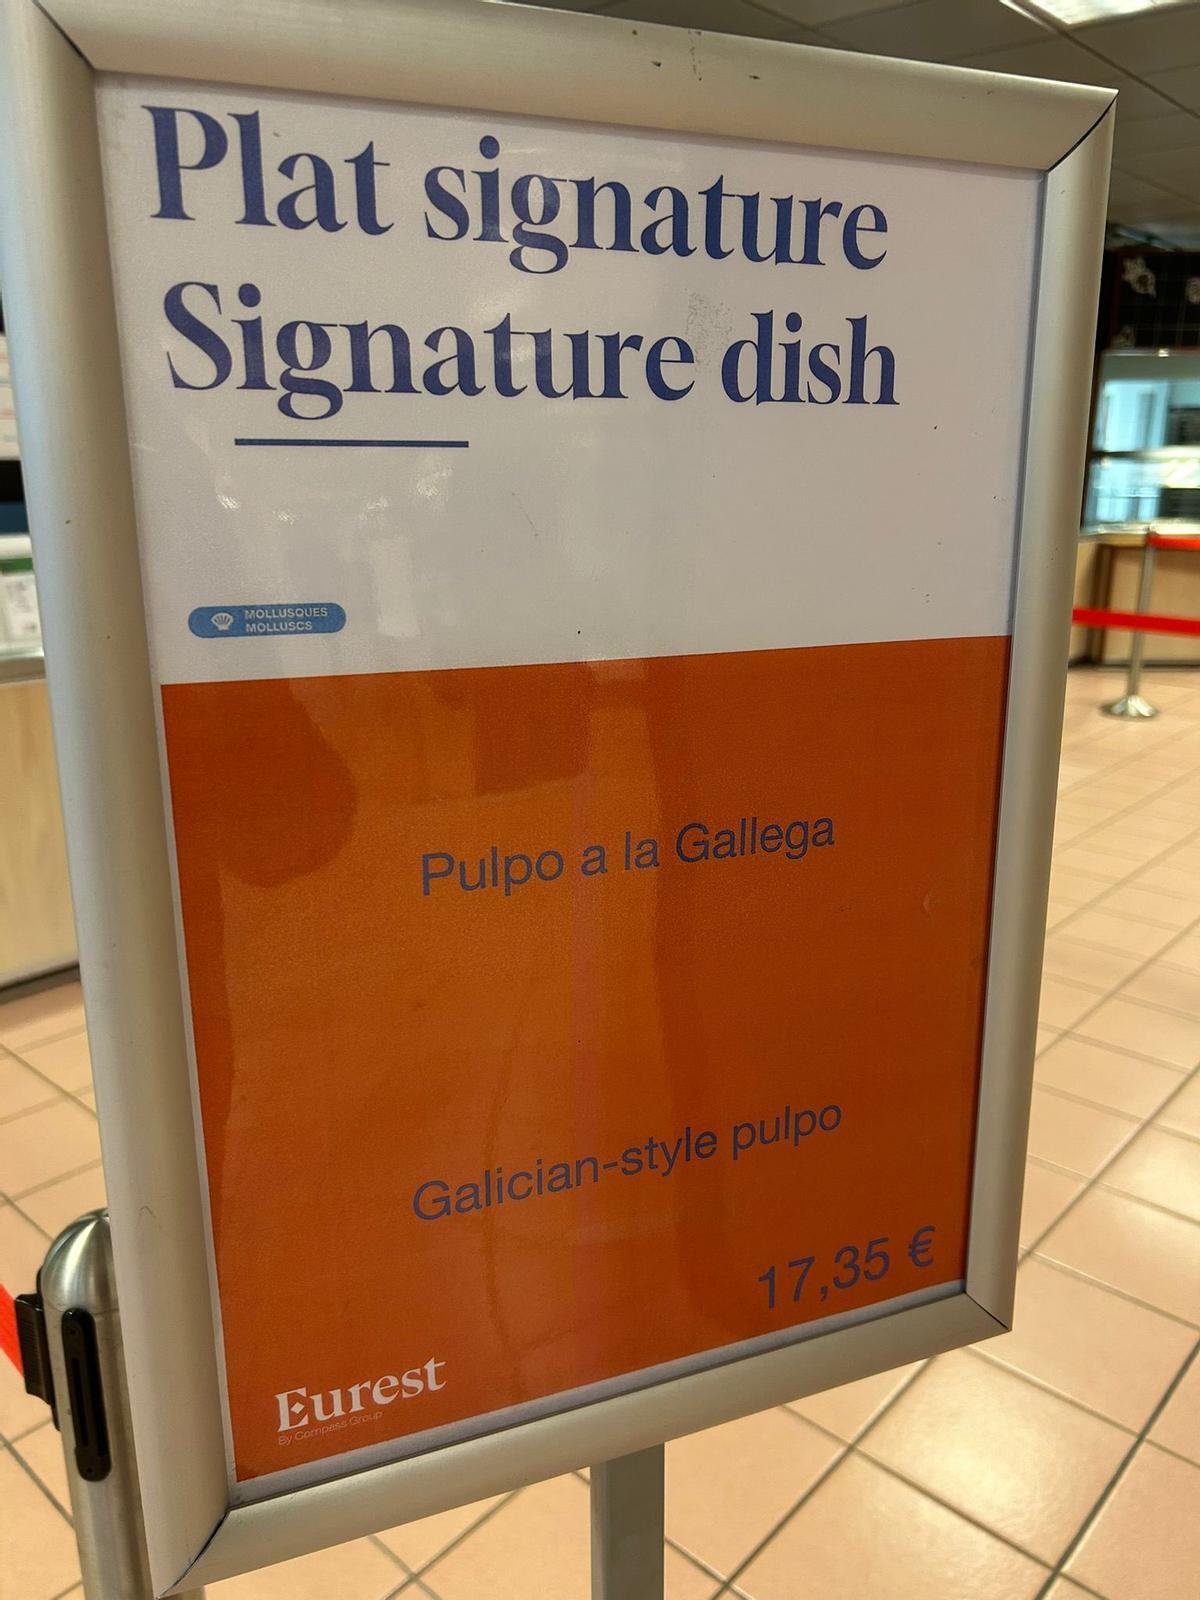 Plat signature
Signature dish
MOLLUSQUES
MOLLUSCS
Pulpo a la Gallega
Galician-style pulpo
17,35 €
Eurest
By Compass Group